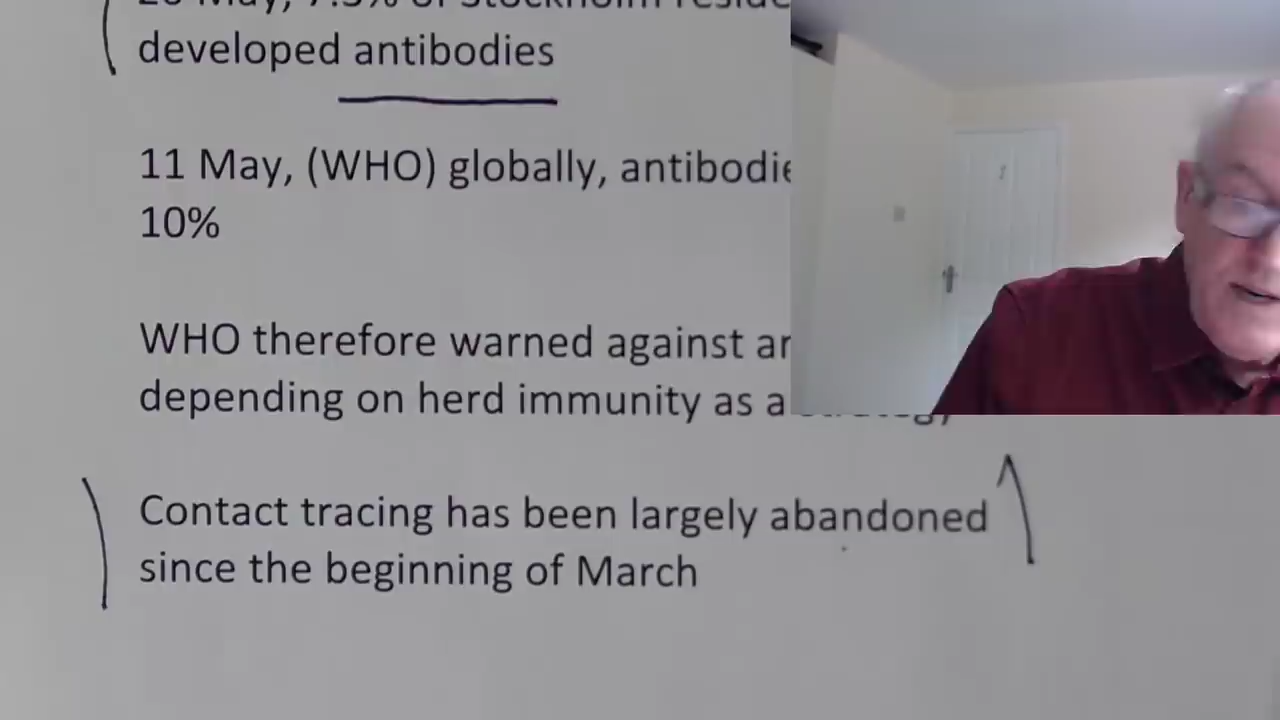 developed antibodies
11 May, (WHO) globally, antibodie
10%
WHO therefore warned against
depending on herd immunity as a
Contact tracing has been largely abandoned
since the beginning of March